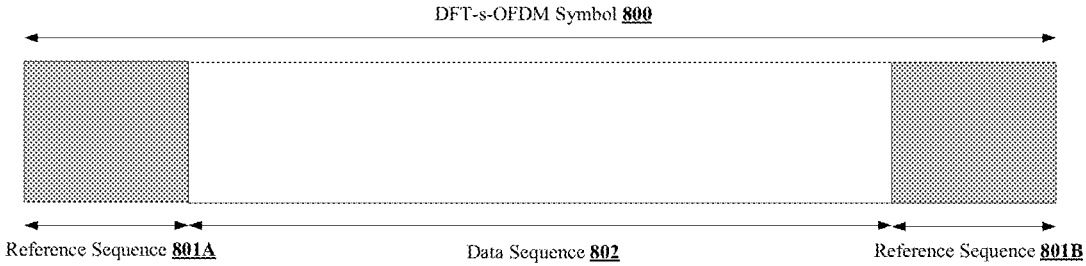 DFT-s-OFDM Symbol 800
Reference Sequence 801A
Data Sequence 802
Reference Sequence 801B